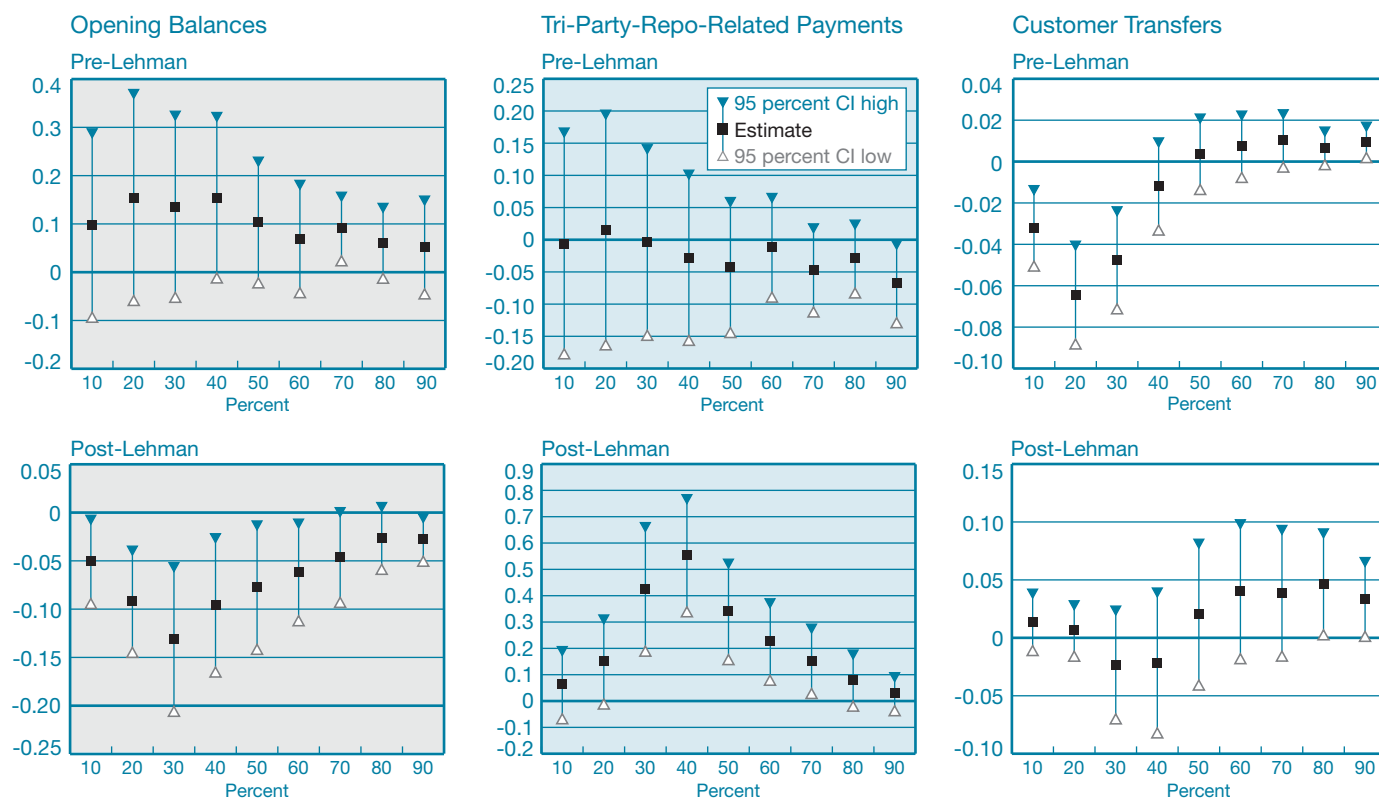 Opening Balances
Pre-Lehman
0.4
0.3
0.2
0.1
0
-0.1
-0.2
10 20 30 40 50 60 70 80 90
Percent
Tri-Party-Repo-Related Payments
Pre-Lehman
0.25
0.20
0.15
0.10
0.05
0
-0.05
-0.10
-0.15
-0.20
95 percent CI high
Estimate
95 percent CI low
10 20 30 40 50 60 70 80 90
Percent
Customer Transfers
Pre-Lehman
0.04
0.02
0
-0.02
-0.04
-0.06
-0.08
-0.10
10 20 30 40 50 60 70 80 90
Percent
Post-Lehman
0.05
0
-0.05
-0.10
-0.15
-0.20
-0.25
10 20 30 40 50 60 70 80 90
Percent
Post-Lehman
0.9
0.8
0.7
0.6
0.5
0.4
0.3
0.2
0.1
0
-0.1
-0.2
10 20 30 40 50 60 70 80 90
Percent
Post-Lehman
0.15
0.10
0.05
0
-0.05
-0.10
10 20 30 40 50 60 70 80 90
Percent